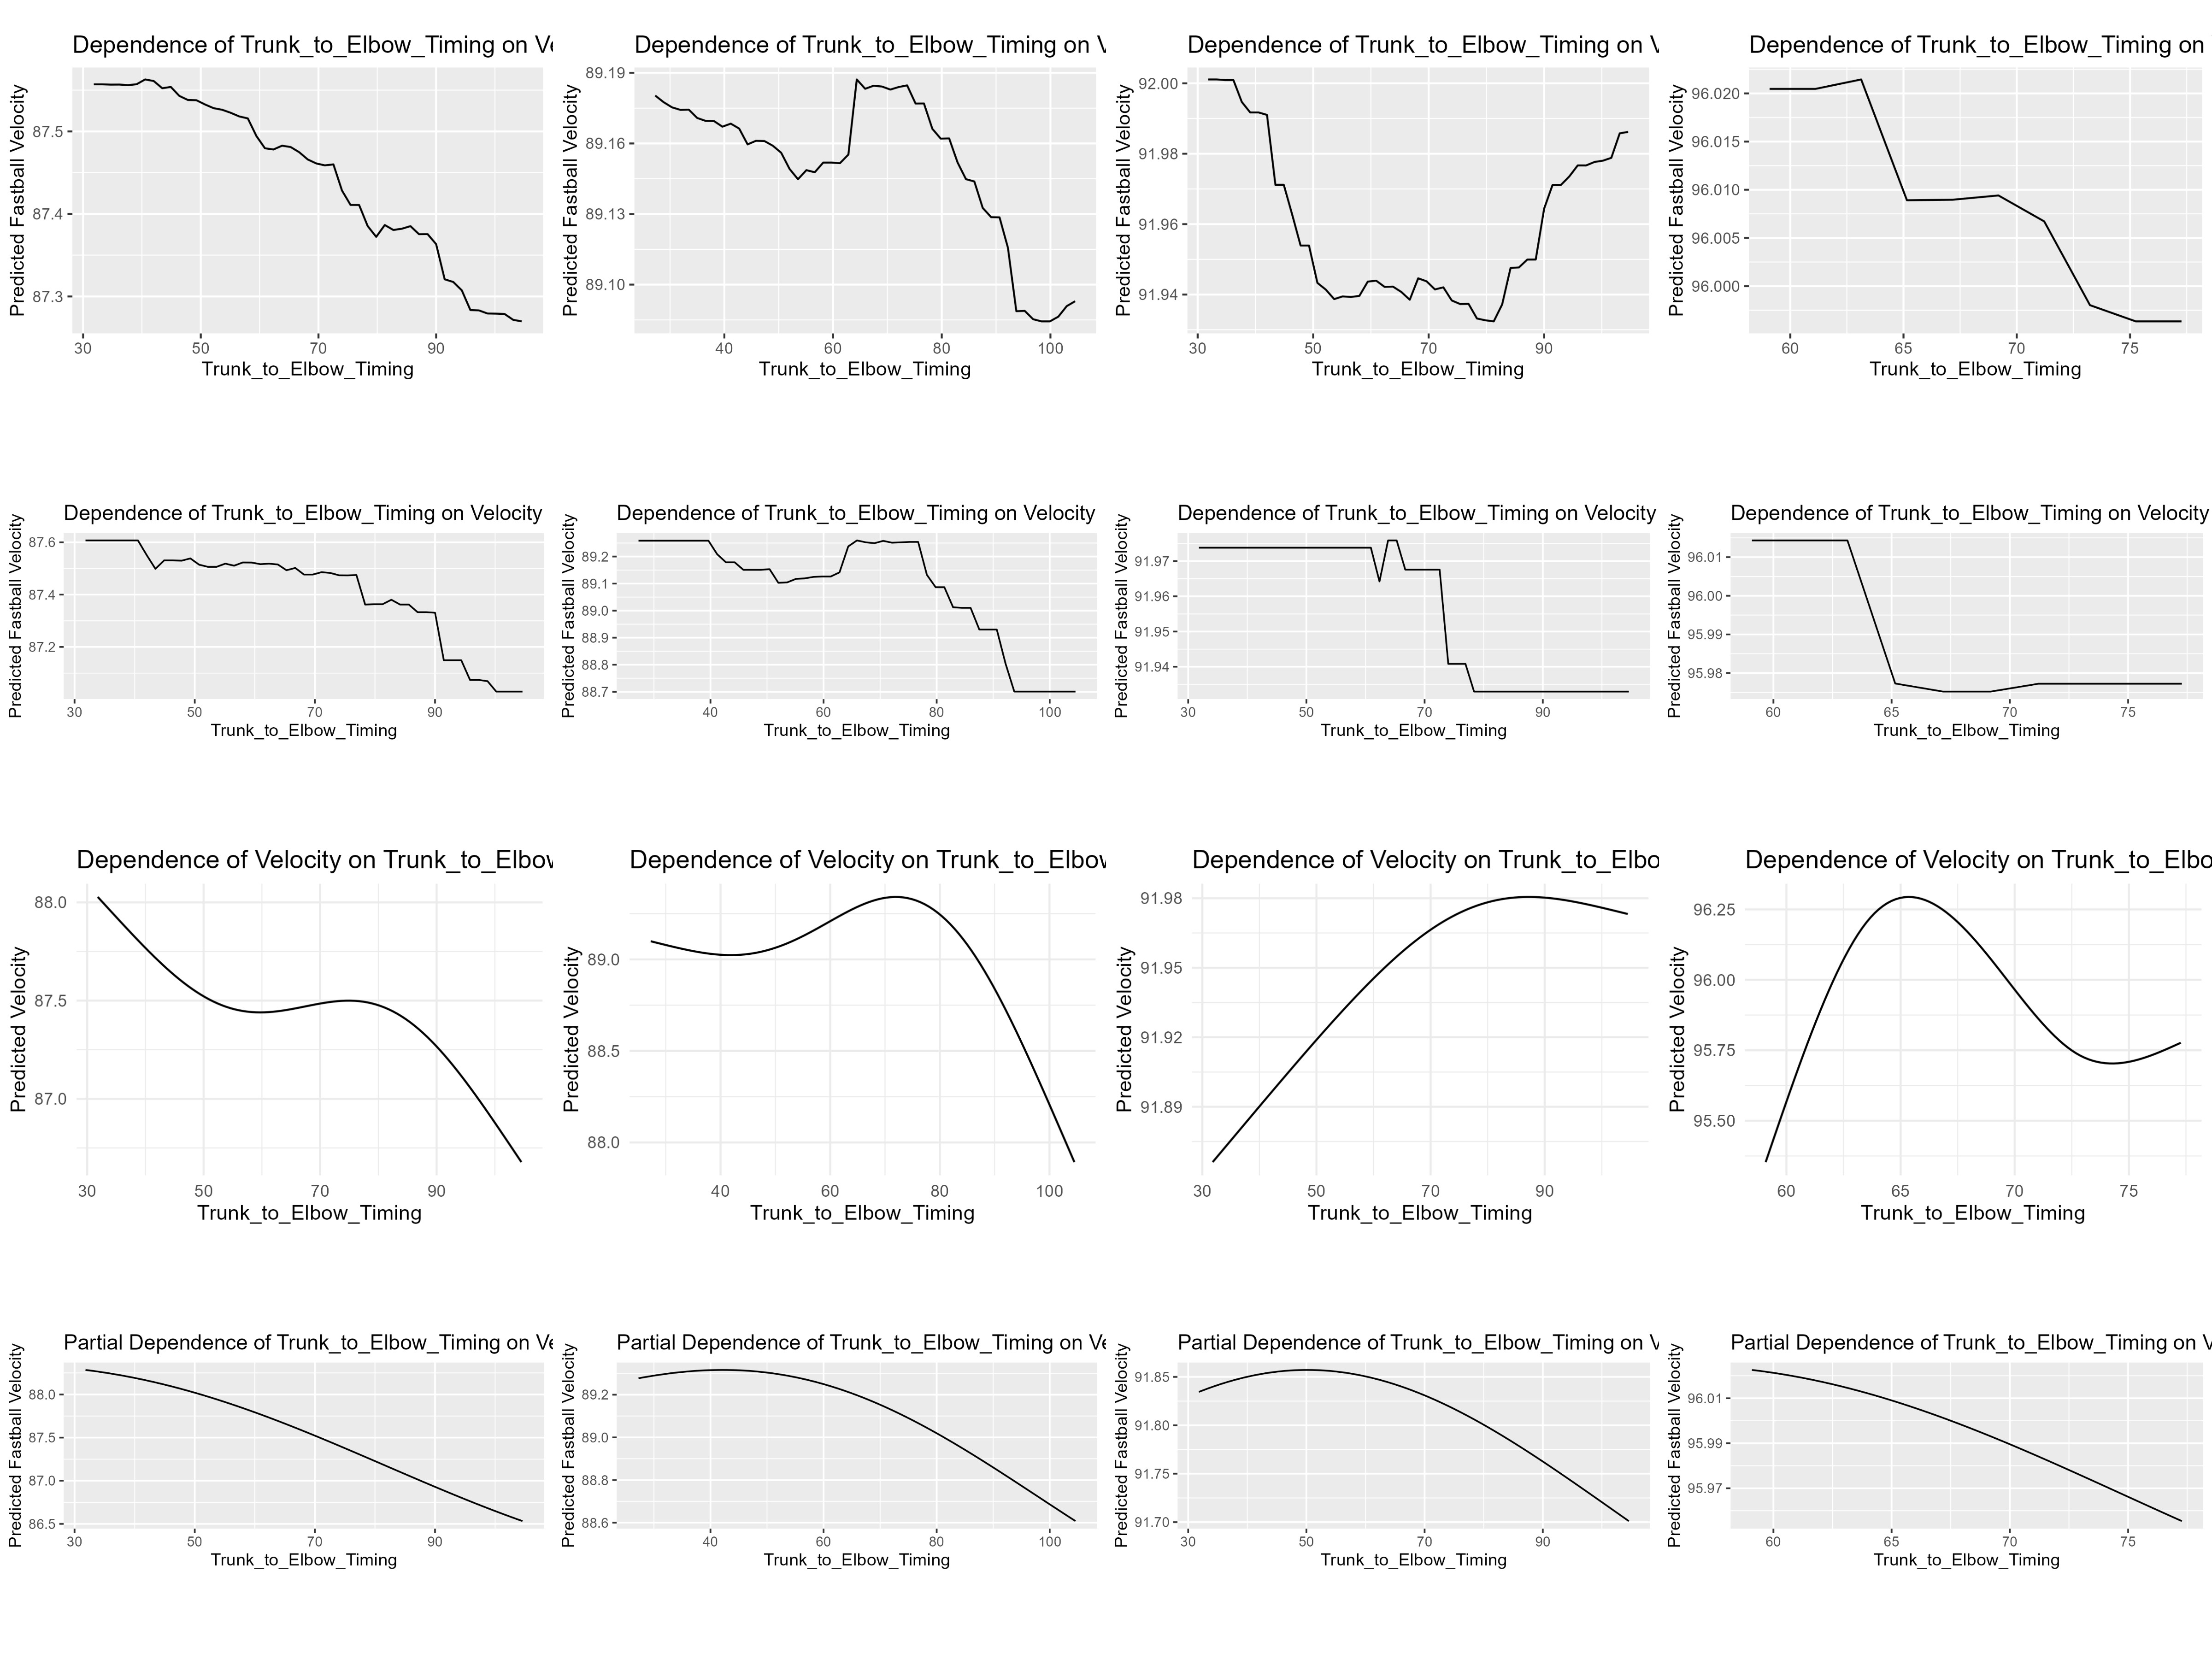 Dependence of Trunk_to_Elbow_Timing on Ve
Predicted Fastball Velocity
87.5
87.4
87.3
30 50 70 90
Trunk_to_Elbow_Timing
Dependence of Trunk_to_Elbow_Timing on V
Predicted Fastball Velocity
89.19
89.16
89.13
89.10
40 60 80 100
Trunk_to_Elbow_Timing
Dependence of Trunk_to_Elbow_Timing on V
Predicted Fastball Velocity
92.00
91.98
91.96
91.94
30 50 70 90
Trunk_to_Elbow_Timing
Dependence of Trunk_to_Elbow_Timing on
Predicted Fastball Velocity
96.020
96.015
96.010
96.005
96.000
60 65 70 75
Trunk_to_Elbow_Timing
Dependence of Trunk_to_Elbow_Timing on Velocity
Predicted Fastball Velocity
87.6
87.4
87.2
30 50 70 90
Trunk_to_Elbow_Timing
Dependence of Trunk_to_Elbow_Timing on Velocity
Predicted Fastball Velocity
89.2
89.1
89.0
88.9
88.8
88.7
40 60 80 100
Trunk_to_Elbow_Timing
Dependence of Trunk_to_Elbow_Timing on Velocity
Predicted Fastball Velocity
91.97
91.96
91.95
91.94
30 50 70 90
Trunk_to_Elbow_Timing
Dependence of Trunk_to_Elbow_Timing on Velocity
Predicted Fastball Velocity
96.01
96.00
95.99
95.98
60 65 70 75
Trunk_to_Elbow_Timing
Dependence of Velocity on Trunk_to_Elbow
Predicted Velocity
88.0
87.5
87.0
30 50 70 90
Trunk_to_Elbow_Timing
Dependence of Velocity on Trunk_to_Elbow
Predicted Velocity
89.0
88.5
88.0
40 60 80 100
Trunk_to_Elbow_Timing
Dependence of Velocity on Trunk_to_Elbo
Predicted Velocity
91.98
91.95
91.92
91.89
30 50 70 90
Trunk_to_Elbow_Timing
Dependence of Velocity on Trunk_to_Elbo
Predicted Velocity
96.25
96.00
95.75
95.50
60 65 70 75
Trunk_to_Elbow_Timing
Partial Dependence of Trunk_to_Elbow_Timing on Ve
Predicted Fastball Velocity
88.0
87.5
87.0
86.5
30 50 70 90
Trunk_to_Elbow_Timing
Partial Dependence of Trunk_to_Elbow_Timing on Ve
Predicted Fastball Velocity
89.2
89.0
88.8
88.6
40 60 80 100
Trunk_to_Elbow_Timing
Partial Dependence of Trunk_to_Elbow_Timing on V
Predicted Fastball Velocity
91.85
91.80
91.75
91.70
30 50 70 90
Trunk_to_Elbow_Timing
Partial Dependence of Trunk_to_Elbow_Timing on V
Predicted Fastball Velocity
96.01
95.99
95.97
60 65 70 75
Trunk_to_Elbow_Timing